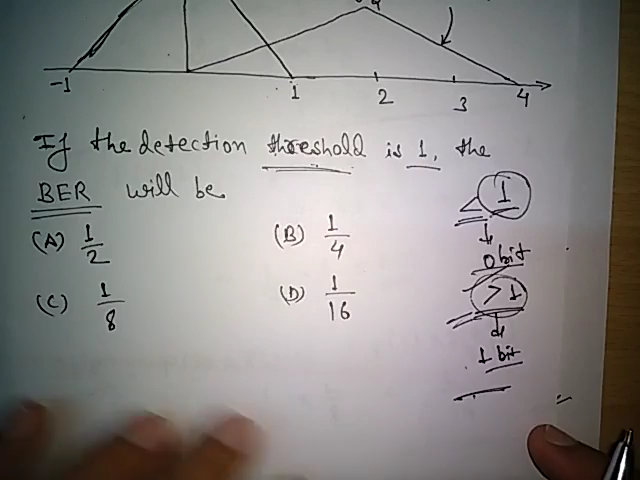 -1 1 2 3 4
If the detection threshold is 1, the
BER will be
(A) 1/2 (B) 1/4
(C) 1/8 (D) 1/16
≤ 1
0 bit
> 1
1 bit